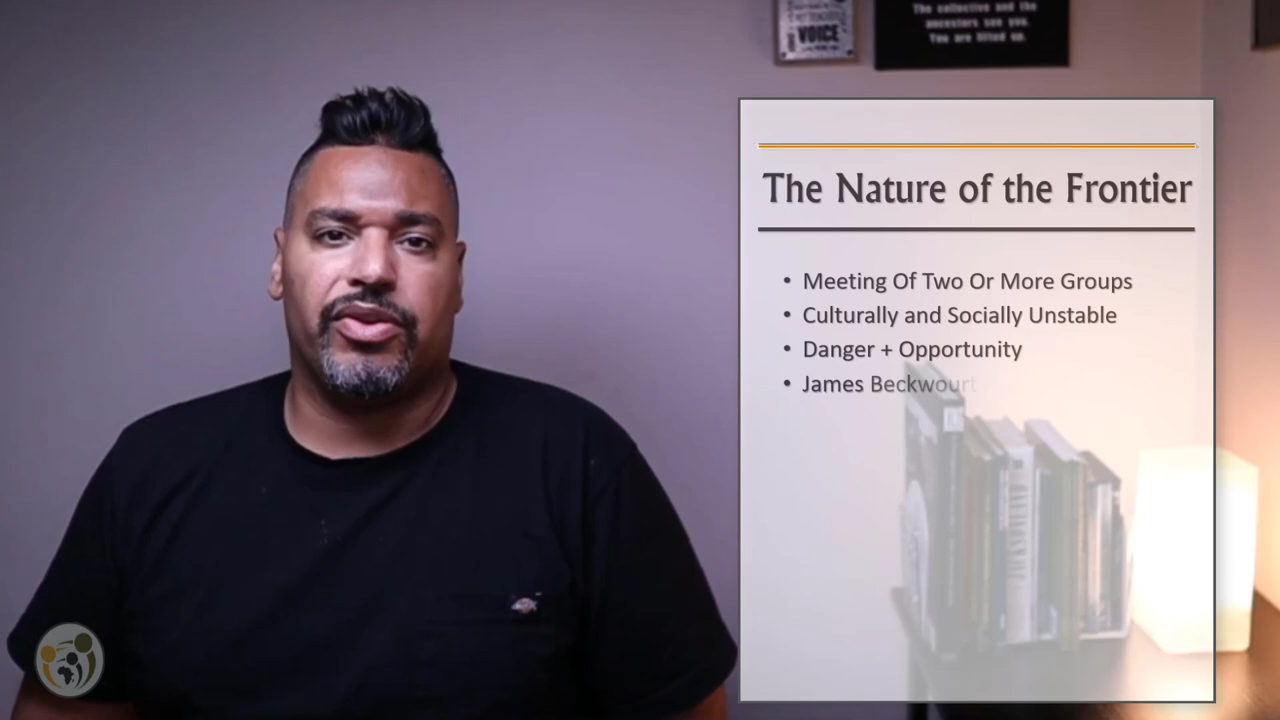 VOICE
The collective and the
ancestors see you.
You are lifted up.
The Nature of the Frontier
• Meeting Of Two Or More Groups
• Culturally and Socially Unstable
• Danger + Opportunity
• James Beckwourt